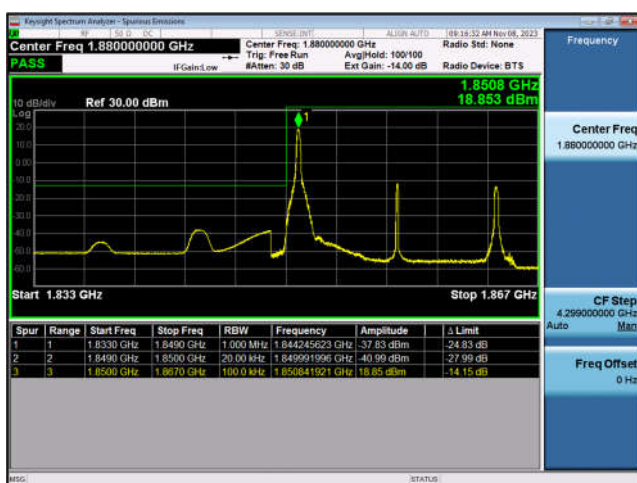 Keysight Spectrum Analyzer - Spurious Emissions
RF 50 Ω DC SENSE:INT ALIGN AUTO 09:16:32 AM Nov 08, 2023
Center Freq 1.880000000 GHz Center Freq: 1.880000000 GHz Radio Std: None
Trig: Free Run Avg|Hold: 100/100
PASS IFGain:Low #Atten: 30 dB Ext Gain: -14.00 dB Radio Device: BTS
1.8508 GHz
18.853 dBm
10 dB/div Ref 30.00 dBm
Log
20.0
10.0
0.00
-10.0
-20.0
-30.0
-40.0
-50.0
-60.0
1
Start 1.833 GHz Stop 1.867 GHz
Spur Range Start Freq Stop Freq RBW Frequency Amplitude Δ Limit
1 1 1.8330 GHz 1.8490 GHz 1.000 MHz 1.844245623 GHz -37.83 dBm -24.83 dB
2 2 1.8490 GHz 1.8500 GHz 20.00 kHz 1.849991996 GHz -40.99 dBm -27.99 dB
3 3 1.8500 GHz 1.8670 GHz 100.0 kHz 1.850841921 GHz 18.85 dBm -14.15 dB
Frequency
Center Freq
1.880000000 GHz
CF Step
4.299000000 GHz
Auto Man
Freq Offset
0 Hz
MSG STATUS